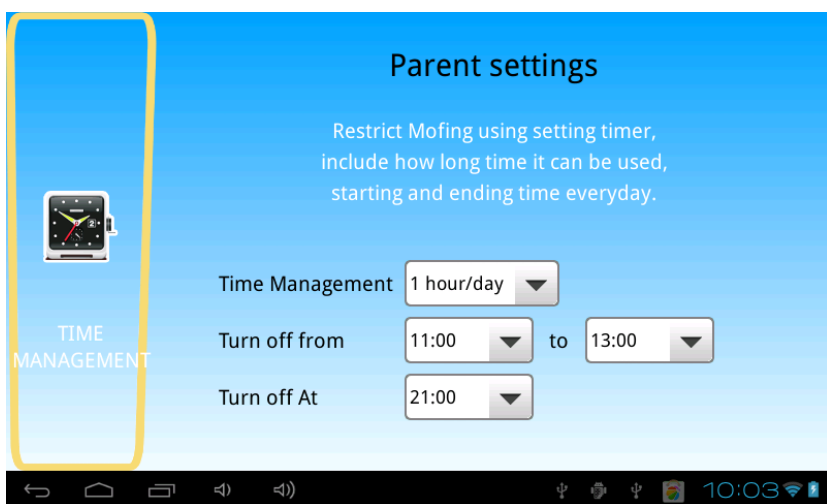 Parent settings
Restrict Mofing using setting timer,
include how long time it can be used,
starting and ending time everyday.
TIME
MANAGEMENT
Time Management 1 hour/day
Turn off from 11:00 to 13:00
Turn off At 21:00
10:03